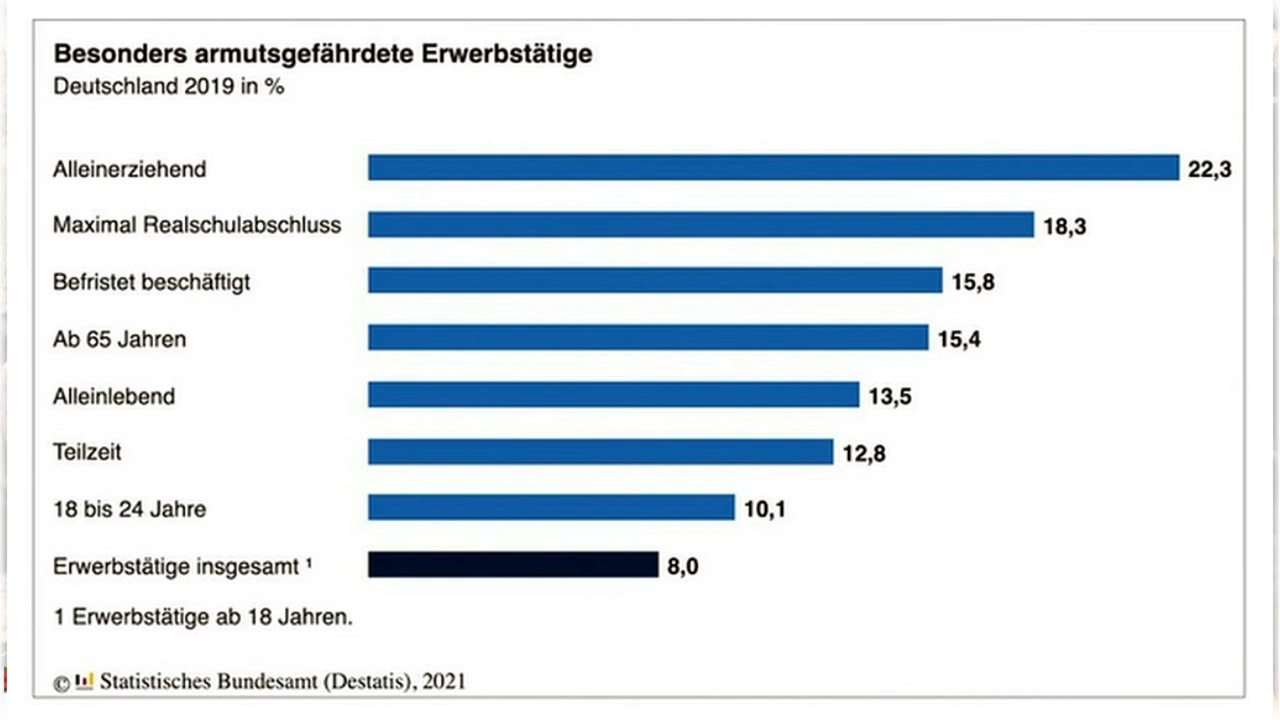 Besonders armutsgefährdete Erwerbstätige
Deutschland 2019 in %
Alleinerziehend 22,3
Maximal Realschulabschluss 18,3
Befristet beschäftigt 15,8
Ab 65 Jahren 15,4
Alleinlebend 13,5
Teilzeit 12,8
18 bis 24 Jahre 10,1
Erwerbstätige insgesamt ¹ 8,0
1 Erwerbstätige ab 18 Jahren.
© Statistisches Bundesamt (Destatis), 2021